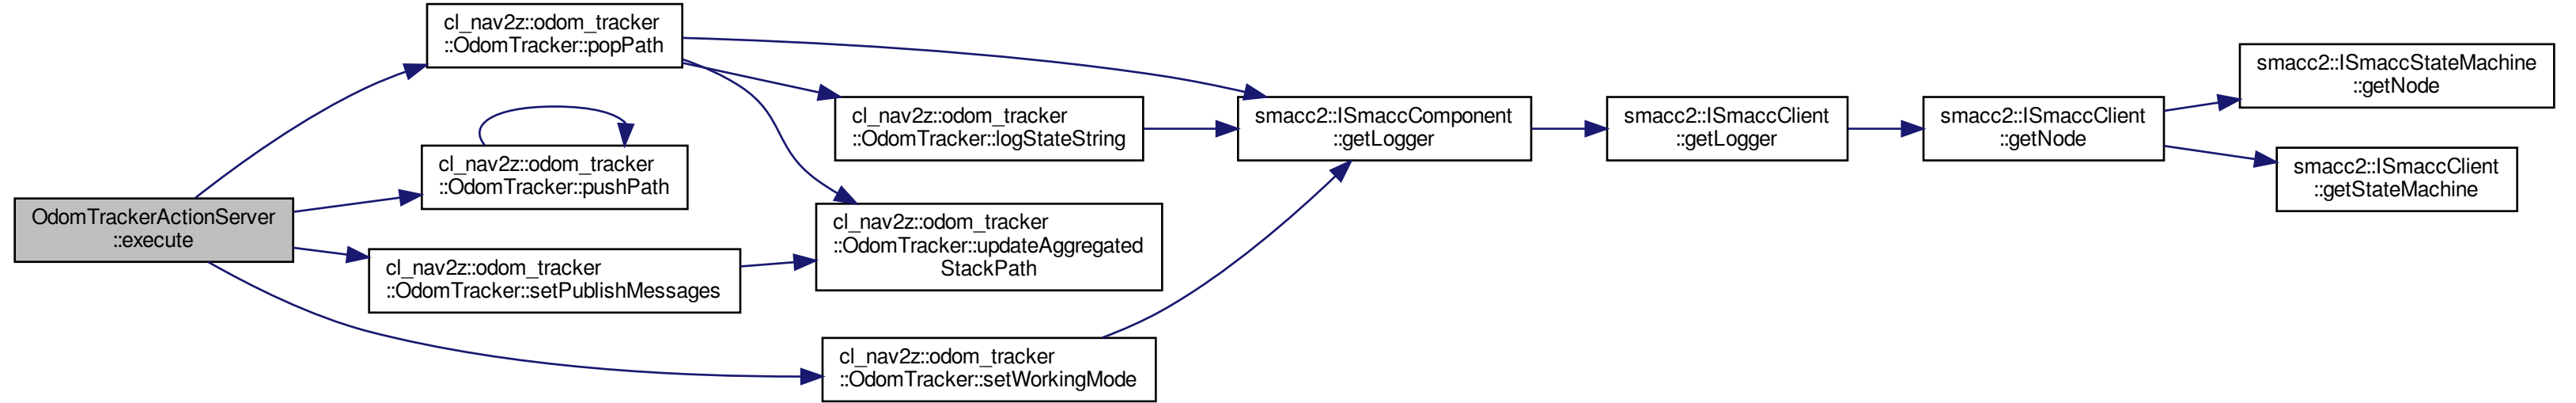 OdomTrackerActionServer
::execute
cl_nav2z::odom_tracker
::OdomTracker::popPath
cl_nav2z::odom_tracker
::OdomTracker::pushPath
cl_nav2z::odom_tracker
::OdomTracker::setPublishMessages
cl_nav2z::odom_tracker
::OdomTracker::setWorkingMode
cl_nav2z::odom_tracker
::OdomTracker::logStateString
cl_nav2z::odom_tracker
::OdomTracker::updateAggregated
StackPath
smacc2::ISmaccComponent
::getLogger
smacc2::ISmaccClient
::getLogger
smacc2::ISmaccClient
::getNode
smacc2::ISmaccStateMachine
::getNode
smacc2::ISmaccClient
::getStateMachine